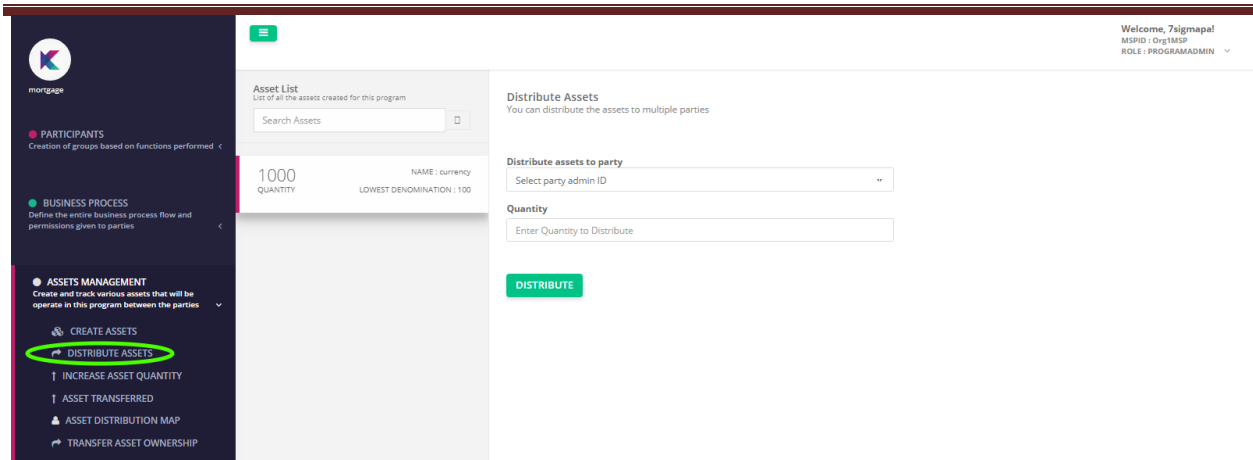 mortgage
PARTICIPANTS
Creation of groups based on functions performed
BUSINESS PROCESS
Define the entire business process flow and
permissions given to parties
ASSETS MANAGEMENT
Create and track various assets that will be
operate in this program between the parties
CREATE ASSETS
DISTRIBUTE ASSETS
INCREASE ASSET QUANTITY
ASSET TRANSFERRED
ASSET DISTRIBUTION MAP
TRANSFER ASSET OWNERSHIP
Welcome, 7sigmapa!
MSPID : Org1MSP
ROLE : PROGRAMADMIN
Asset List
List of all the assets created for this program
Search Assets
1000
QUANTITY
NAME : currency
LOWEST DENOMINATION : 100
Distribute Assets
You can distribute the assets to multiple parties
Distribute assets to party
Select party admin ID
Quantity
Enter Quantity to Distribute
DISTRIBUTE